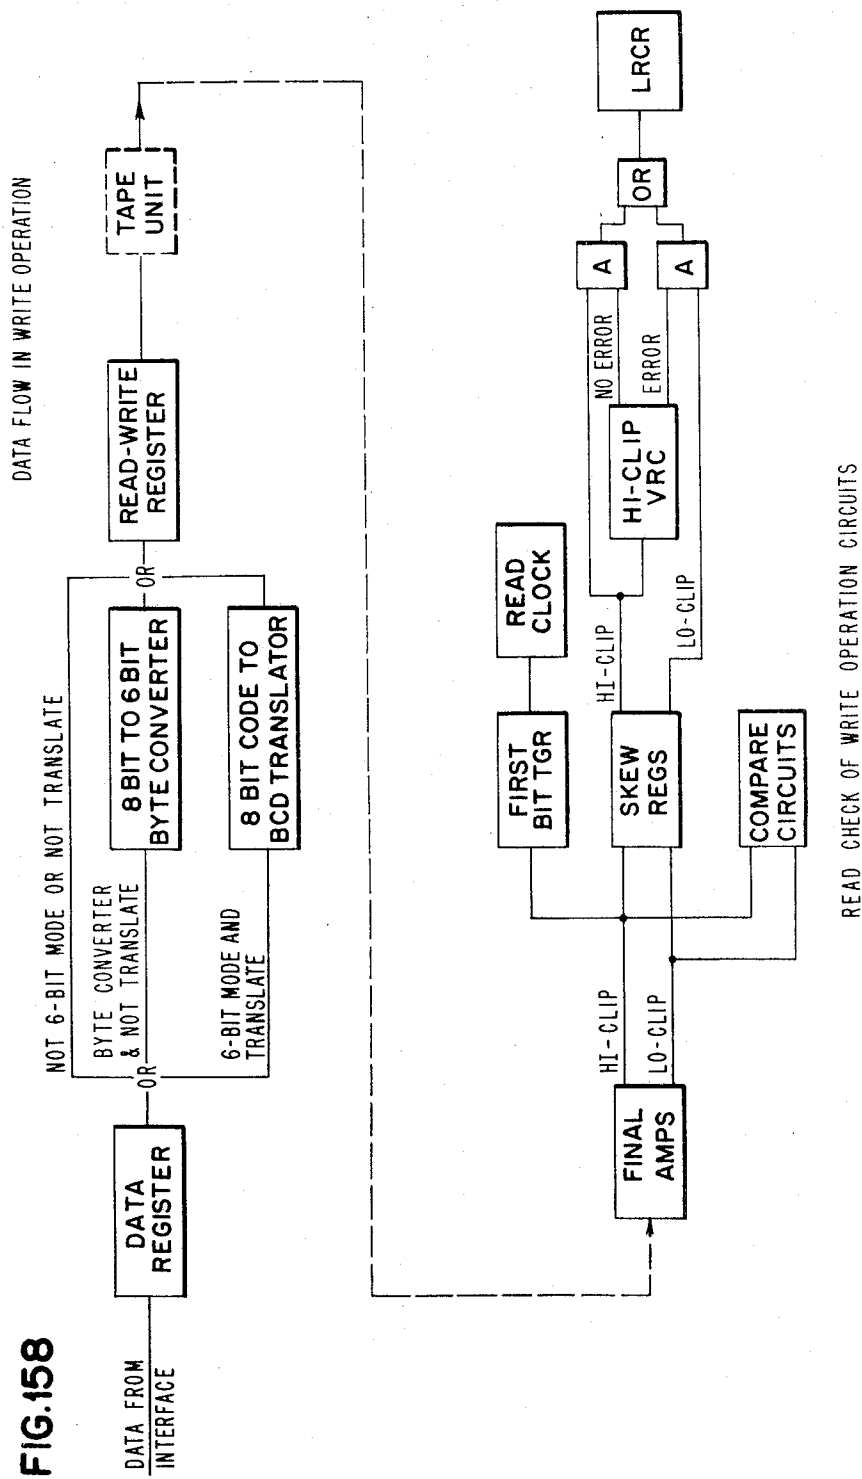 FIG.158
DATA FLOW IN WRITE OPERATION
DATA FROM
INTERFACE
DATA
REGISTER
OR
NOT 6-BIT MODE OR NOT TRANSLATE
BYTE CONVERTER
& NOT TRANSLATE
6-BIT MODE AND
TRANSLATE
8 BIT TO 6 BIT
BYTE CONVERTER
8 BIT CODE TO
BCD TRANSLATOR
OR
READ-WRITE
REGISTER
TAPE
UNIT
FINAL
AMPS
HI-CLIP
LO-CLIP
FIRST
BIT TGR
READ
CLOCK
SKEW
REGS
COMPARE
CIRCUITS
HI-CLIP
LO-CLIP
HI-CLIP
VRC
NO ERROR
ERROR
A
A
OR
LRCR
READ CHECK OF WRITE OPERATION CIRCUITS